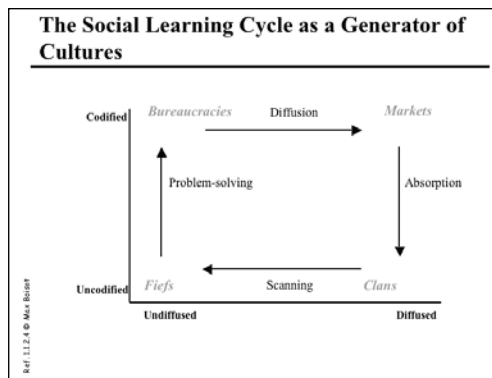 The Social Learning Cycle as a Generator of
Cultures
Codified
Bureaucracies
Diffusion
Markets
Problem-solving
Absorption
Uncodified
Fiefs
Scanning
Clans
Undiffused
Diffused
Ref. 1.1.2.4 © Max Boisot